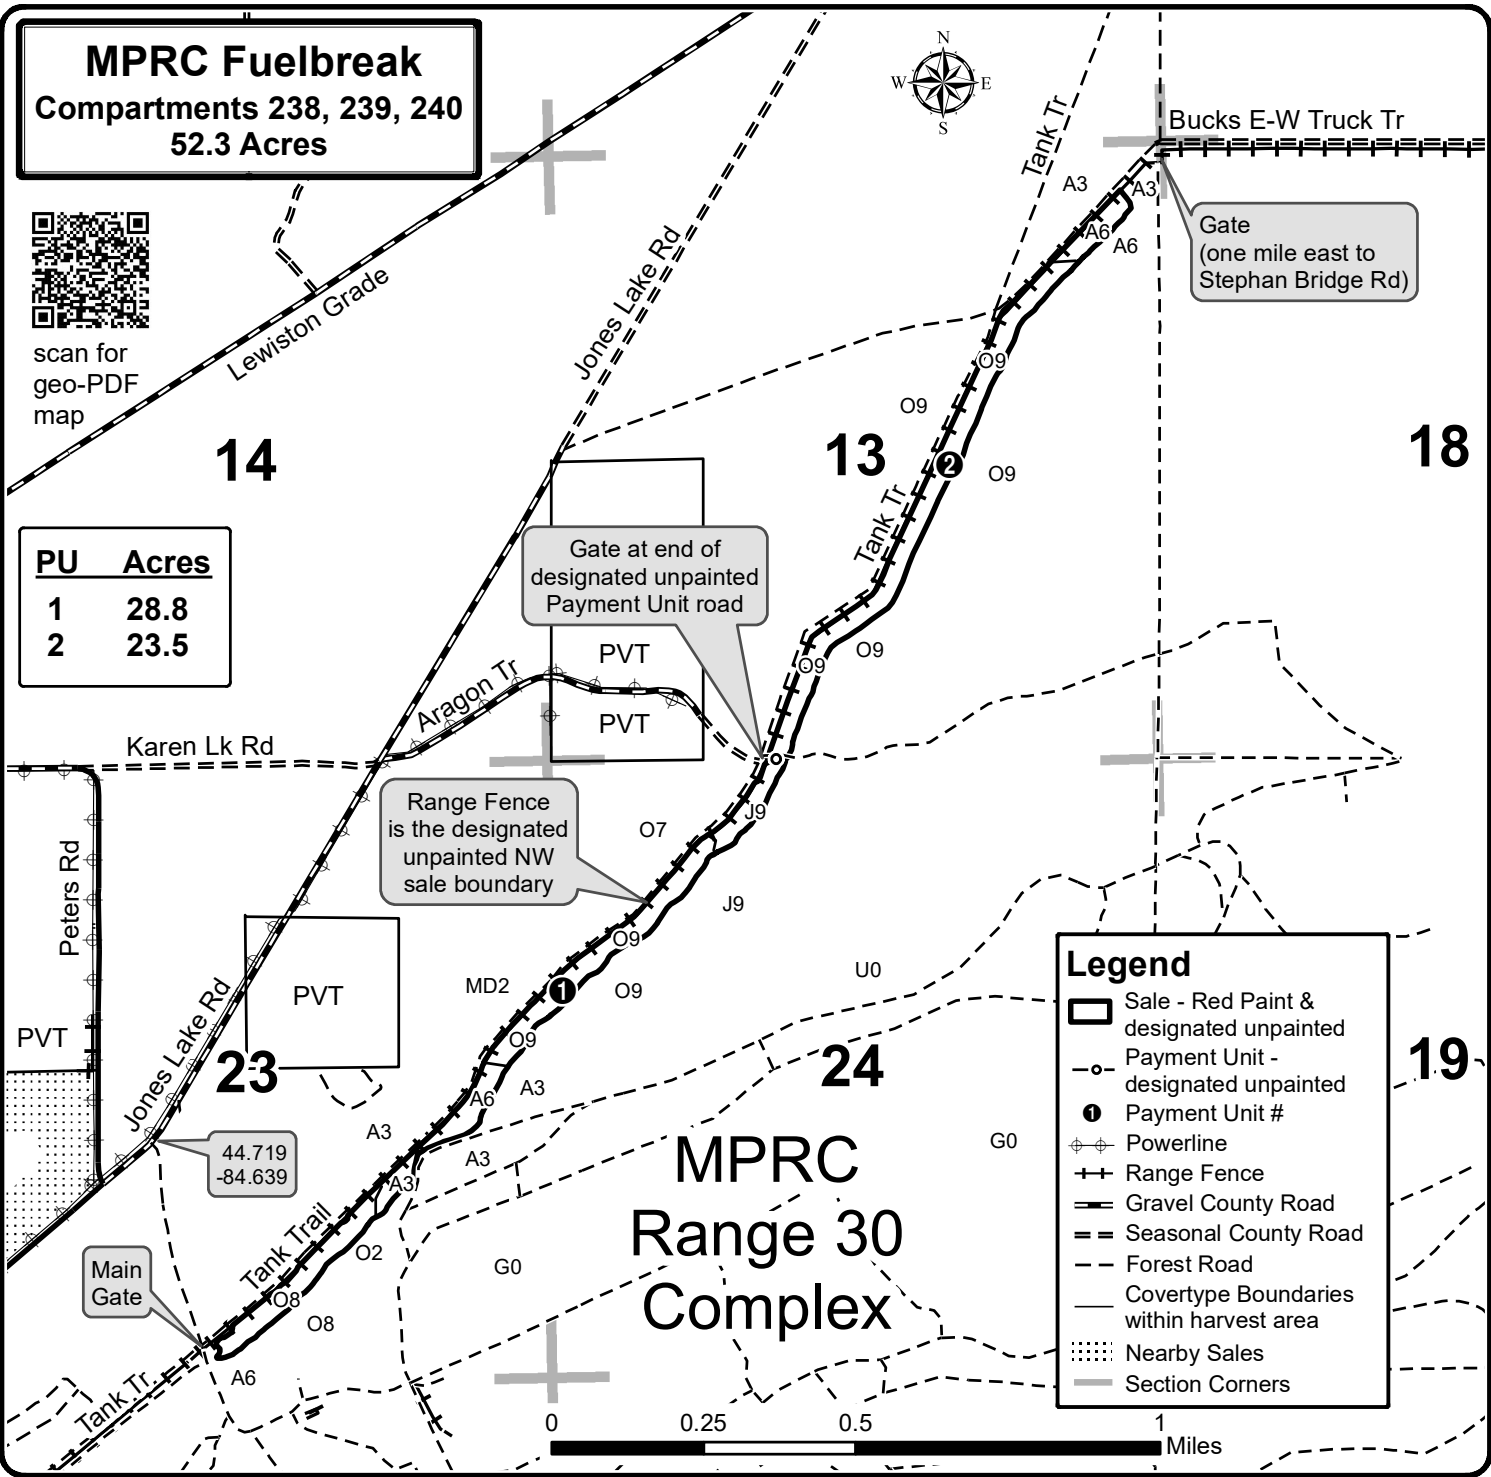 MPRC Fuelbreak
Compartments 238, 239, 240
52.3 Acres
N
W E
S
Bucks E-W Truck Tr
Tank Tr
A3
A3
A6
A6
Gate
(one mile east to
Stephan Bridge Rd)
scan for
geo-PDF
map
Lewiston Grade
Jones Lake Rd
O9
O9
14
13
18
2
O9
Tank Tr
PU Acres
1 28.8
2 23.5
Gate at end of
designated unpainted
Payment Unit road
PVT
O9
O9
Aragon Tr
PVT
Karen Lk Rd
Range Fence
is the designated
unpainted NW
sale boundary
O7
J9
J9
Peters Rd
O9
MD2
1
O9
U0
PVT
PVT
Jones Lake Rd
23
O9
24
19
A6
A3
A3
A3
44.719
-84.639
A3
MPRC
Range 30
Complex
G0
Tank Trail
O2
G0
Main
Gate
O8
O8
A6
Tank Tr.
Legend
Sale - Red Paint &
designated unpainted
Payment Unit -
designated unpainted
1 Payment Unit #
Powerline
Range Fence
Gravel County Road
Seasonal County Road
Forest Road
Covertype Boundaries
within harvest area
Nearby Sales
Section Corners
0 0.25 0.5 1
Miles